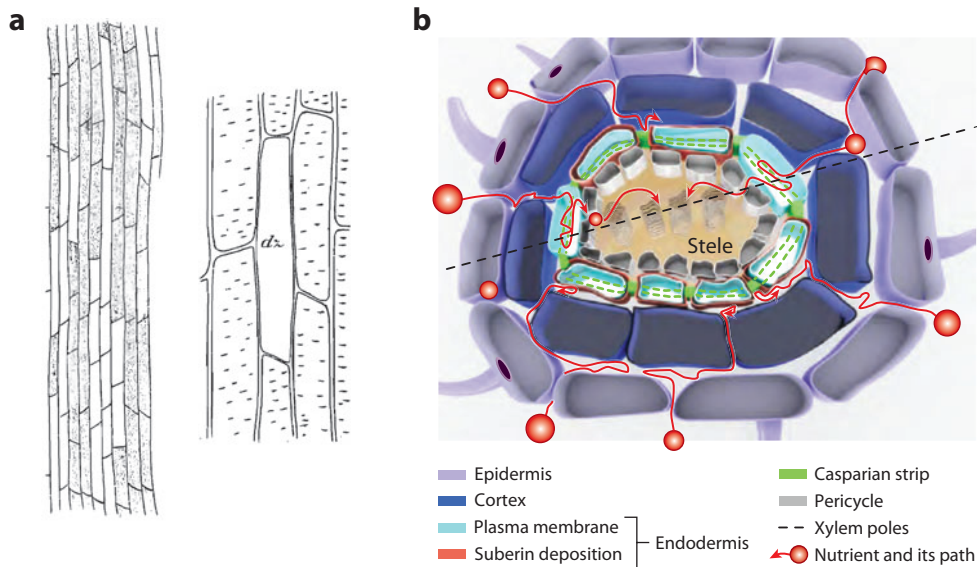 a
b
dz
Stele
Epidermis
Cortex
Plasma membrane
Suberin deposition
Endodermis
Casparian strip
Pericycle
Xylem poles
Nutrient and its path